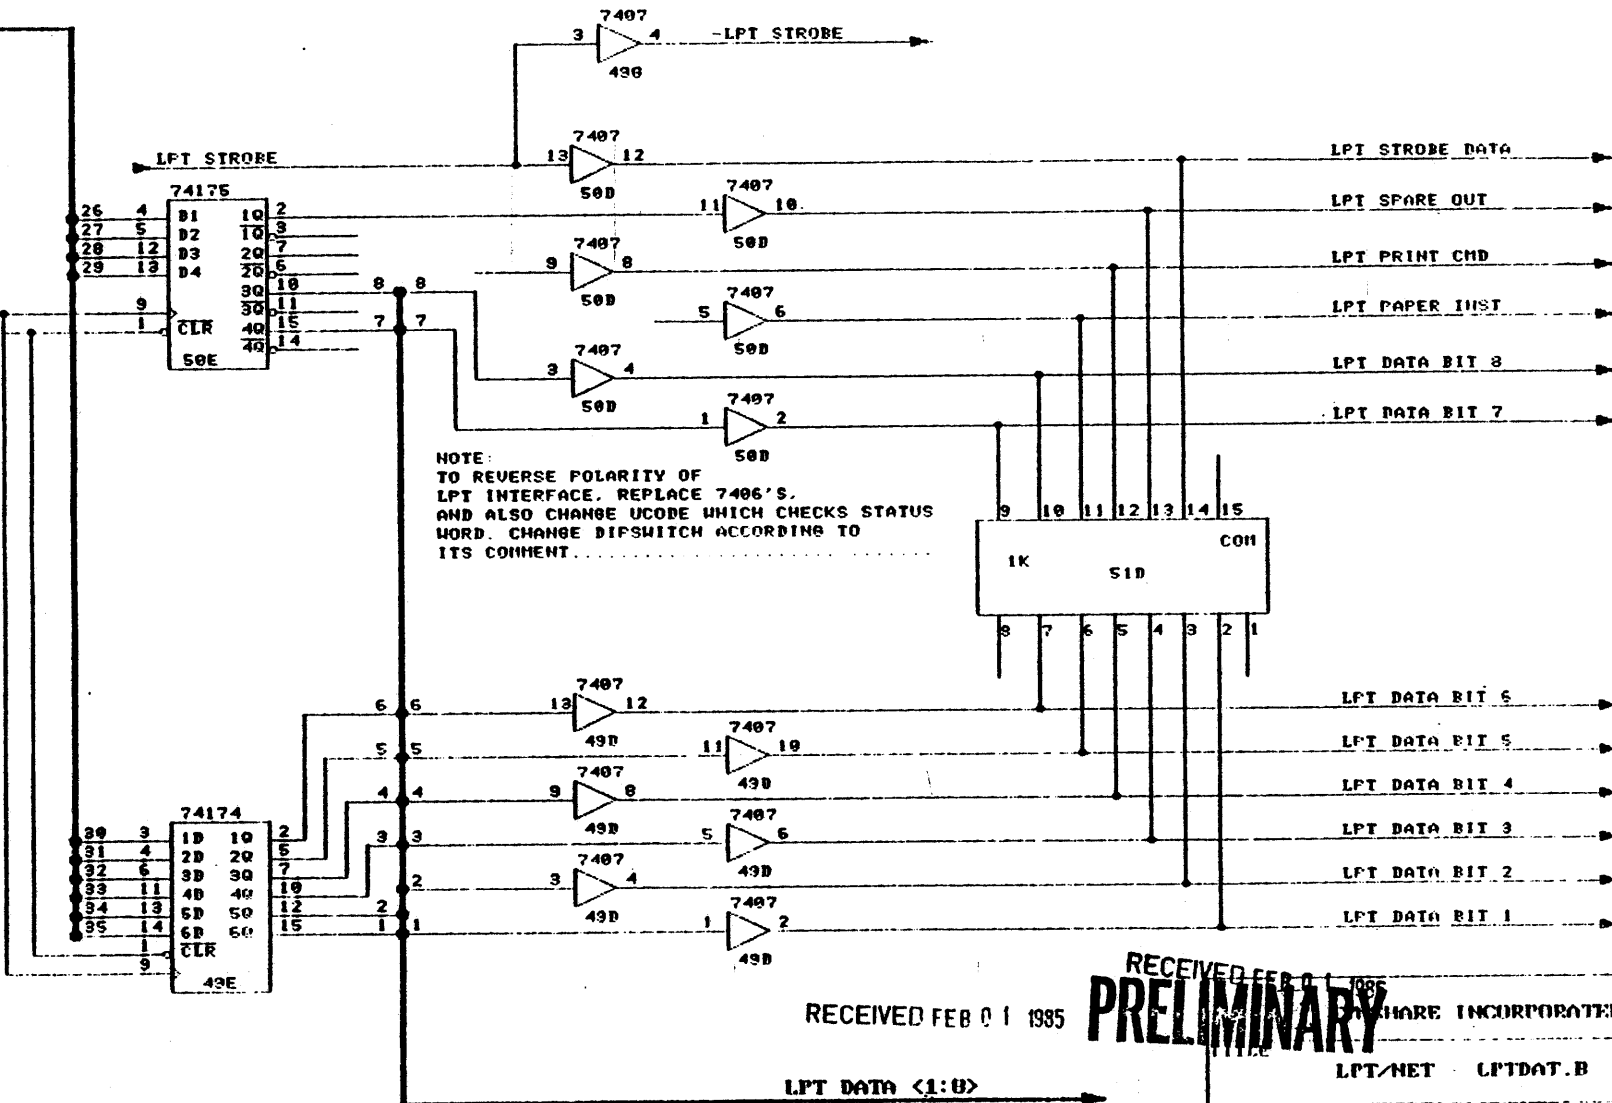 7407
3 4 -LPT STROBE
49G
7407
LPT STROBE 13 12 LPT STROBE DATA
50D
74175
7407
26 4 D1 1Q 2 11 10 LPT SPARE OUT
27 5 D2 1Q 3
50D
28 12 D3 2Q 7
7407
29 13 D4 2Q 6 9 8 LPT PRINT CMD
50D
3Q 10 8 8
7407
9 3Q 11 5 6 LPT PAPER INST
1 CLR 4Q 15 7 7
50D
4Q 14
50E
7407
3 4 LPT DATA BIT 8
50D
7407
1 2 LPT DATA BIT 7
50D
NOTE:
TO REVERSE POLARITY OF
LPT INTERFACE, REPLACE 7406'S,
AND ALSO CHANGE UCODE WHICH CHECKS STATUS
WORD. CHANGE DIPSWITCH ACCORDING TO
ITS COMMENT......................
9 10 11 12 13 14 15
COM
1K 51D
8 7 6 5 4 3 2 1
7407
6 6 13 12 LPT DATA BIT 6
49D
7407
5 5 11 10 LPT DATA BIT 5
49D
7407
4 4 9 8 LPT DATA BIT 4
49D
74174
7407
30 3 1D 1Q 2 3 3 5 6 LPT DATA BIT 3
31 4 2D 2Q 5
49D
32 6 3D 3Q 7
7407
33 11 4D 4Q 10 2 3 4 LPT DATA BIT 2
49D
34 13 5D 5Q 12 2
7407
35 14 6D 6Q 15 1 1 1 2 LPT DATA BIT 1
49D
1 CLR
9
49E
RECEIVED FEB 0 1 1985
RECEIVED FEB 0 1 1985
PRELIMINARY
SHARE INCORPORATE
TITLE
LPT/NET LPTDAT.B
LPT DATA <1:8>